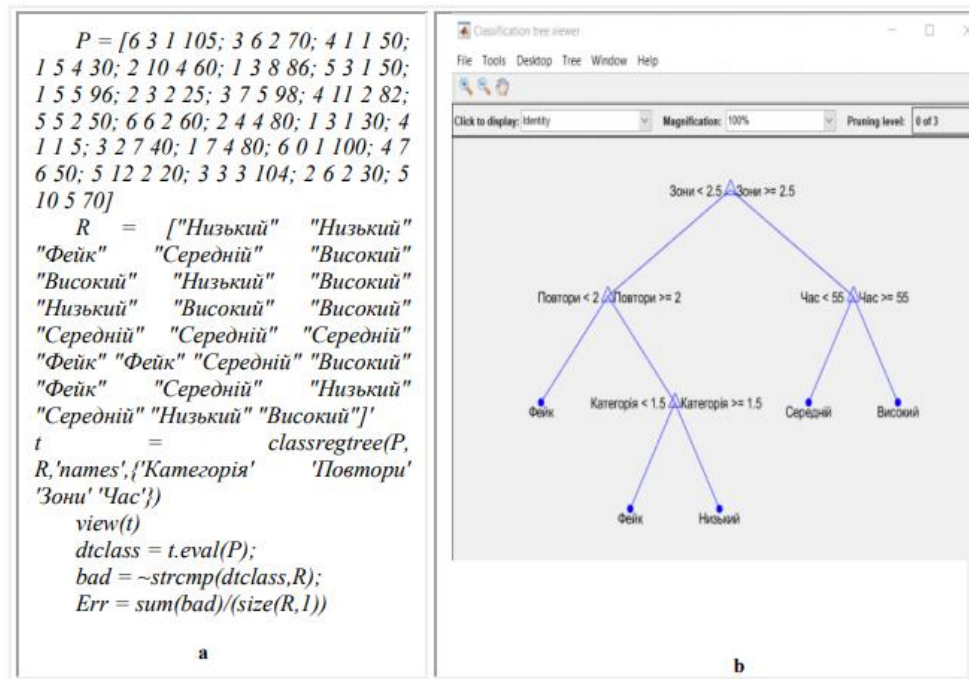 P = [6 3 1 105; 3 6 2 70; 4 1 1 50;
1 5 4 30; 2 10 4 60; 1 3 8 86; 5 3 1 50;
1 5 5 96; 2 3 2 25; 3 7 5 98; 4 11 2 82;
5 5 2 50; 6 6 2 60; 2 4 4 80; 1 3 1 30; 4
1 1 5; 3 2 7 40; 1 7 4 80; 6 0 1 100; 4 7
6 50; 5 12 2 20; 3 3 3 104; 2 6 2 30; 5
10 5 70]
R = ["Низький" "Низький"
"Фейк" "Середній" "Високий"
"Високий" "Низький" "Високий"
"Низький" "Високий" "Високий"
"Середній" "Середній" "Середній"
"Фейк" "Фейк" "Середній" "Високий"
"Фейк" "Середній" "Низький"
"Середній" "Низький" "Високий"]'
t = classregtree(P,
R,'names',{'Категорія' 'Повтори'
'Зони' 'Час'})
view(t)
dtclass = t.eval(P);
bad = ~strcmp(dtclass,R);
Err = sum(bad)/(size(R,1))
a
Classification tree viewer
File Tools Desktop Tree Window Help
Click to display: Identity Magnification: 100% Pruning level: 0 of 3
Зони < 2.5 Зони >= 2.5
Повтори < 2 Повтори >= 2 Час < 55 Час >= 55
Фейк Категорія < 1.5 Категорія >= 1.5 Середній Високий
Фейк Низький
b